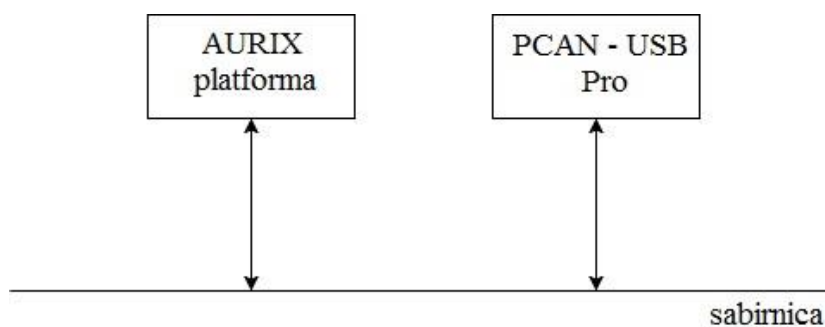 AURIX
platforma
PCAN - USB
Pro
sabirnica